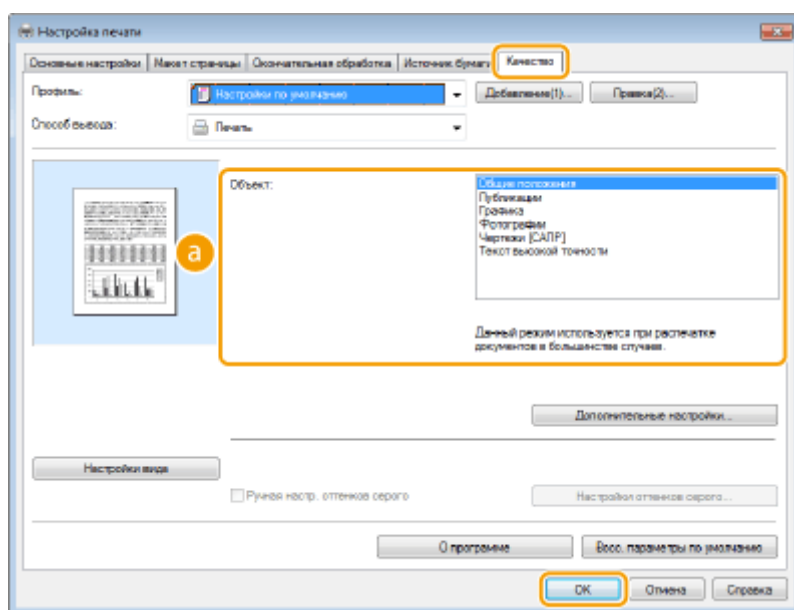 Настройка печати
Основные настройки Макет страницы Окончательная обработка Источник бумаги Качество
Профиль: Настройки по умолчанию Добавление(1)... Правка(2)...
Способ вывода: Печать
Объект: Общие положения
Публикации
Графика
Фотографии
Чертежи [САПР]
Текст высокой точности
a
Данный режим используется при распечатке
документов в большинстве случаев.
Дополнительные настройки...
Настройки вида
Ручная настр. оттенков серого Настройки оттенков серого...
О программе Восс. параметры по умолчанию
OK Отмена Справка